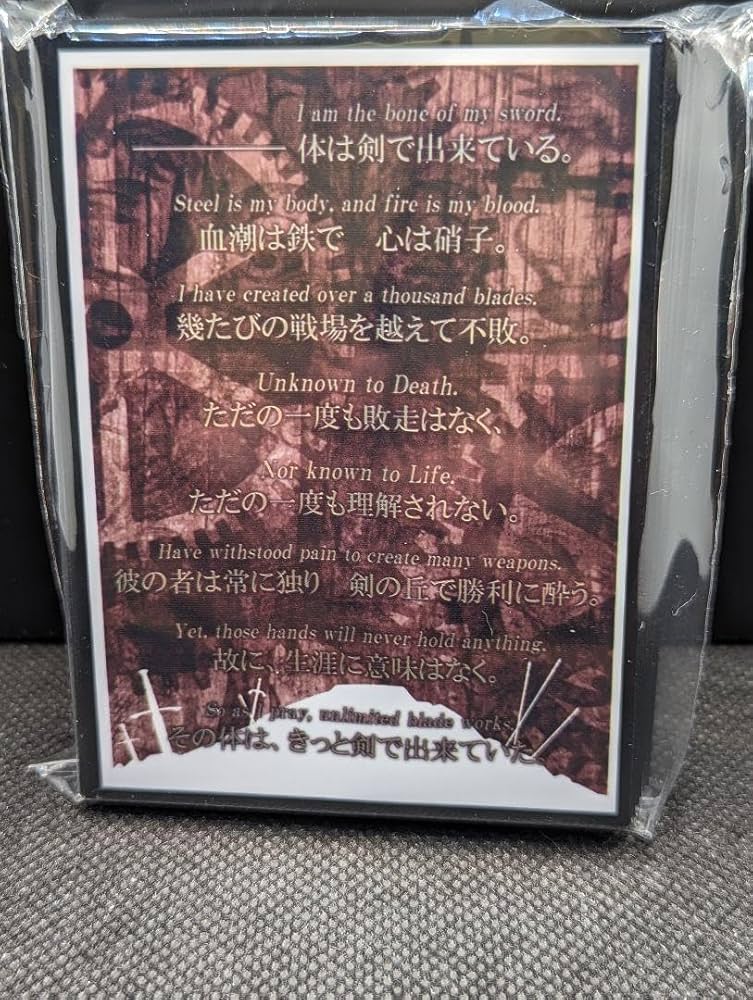 I am the bone of my sword.
――――体は剣で出来ている。
Steel is my body, and fire is my blood.
血潮は鉄で　心は硝子。
I have created over a thousand blades.
幾たびの戦場を越えて不敗。
Unknown to Death.
ただの一度も敗走はなく、
Nor known to Life.
ただの一度も理解されない。
Have withstood pain to create many weapons.
彼の者は常に独り　剣の丘で勝利に酔う。
Yet, those hands will never hold anything.
故に、生涯に意味はなく。
So as I pray, unlimited blade works.
その体は、きっと剣で出来ていた。